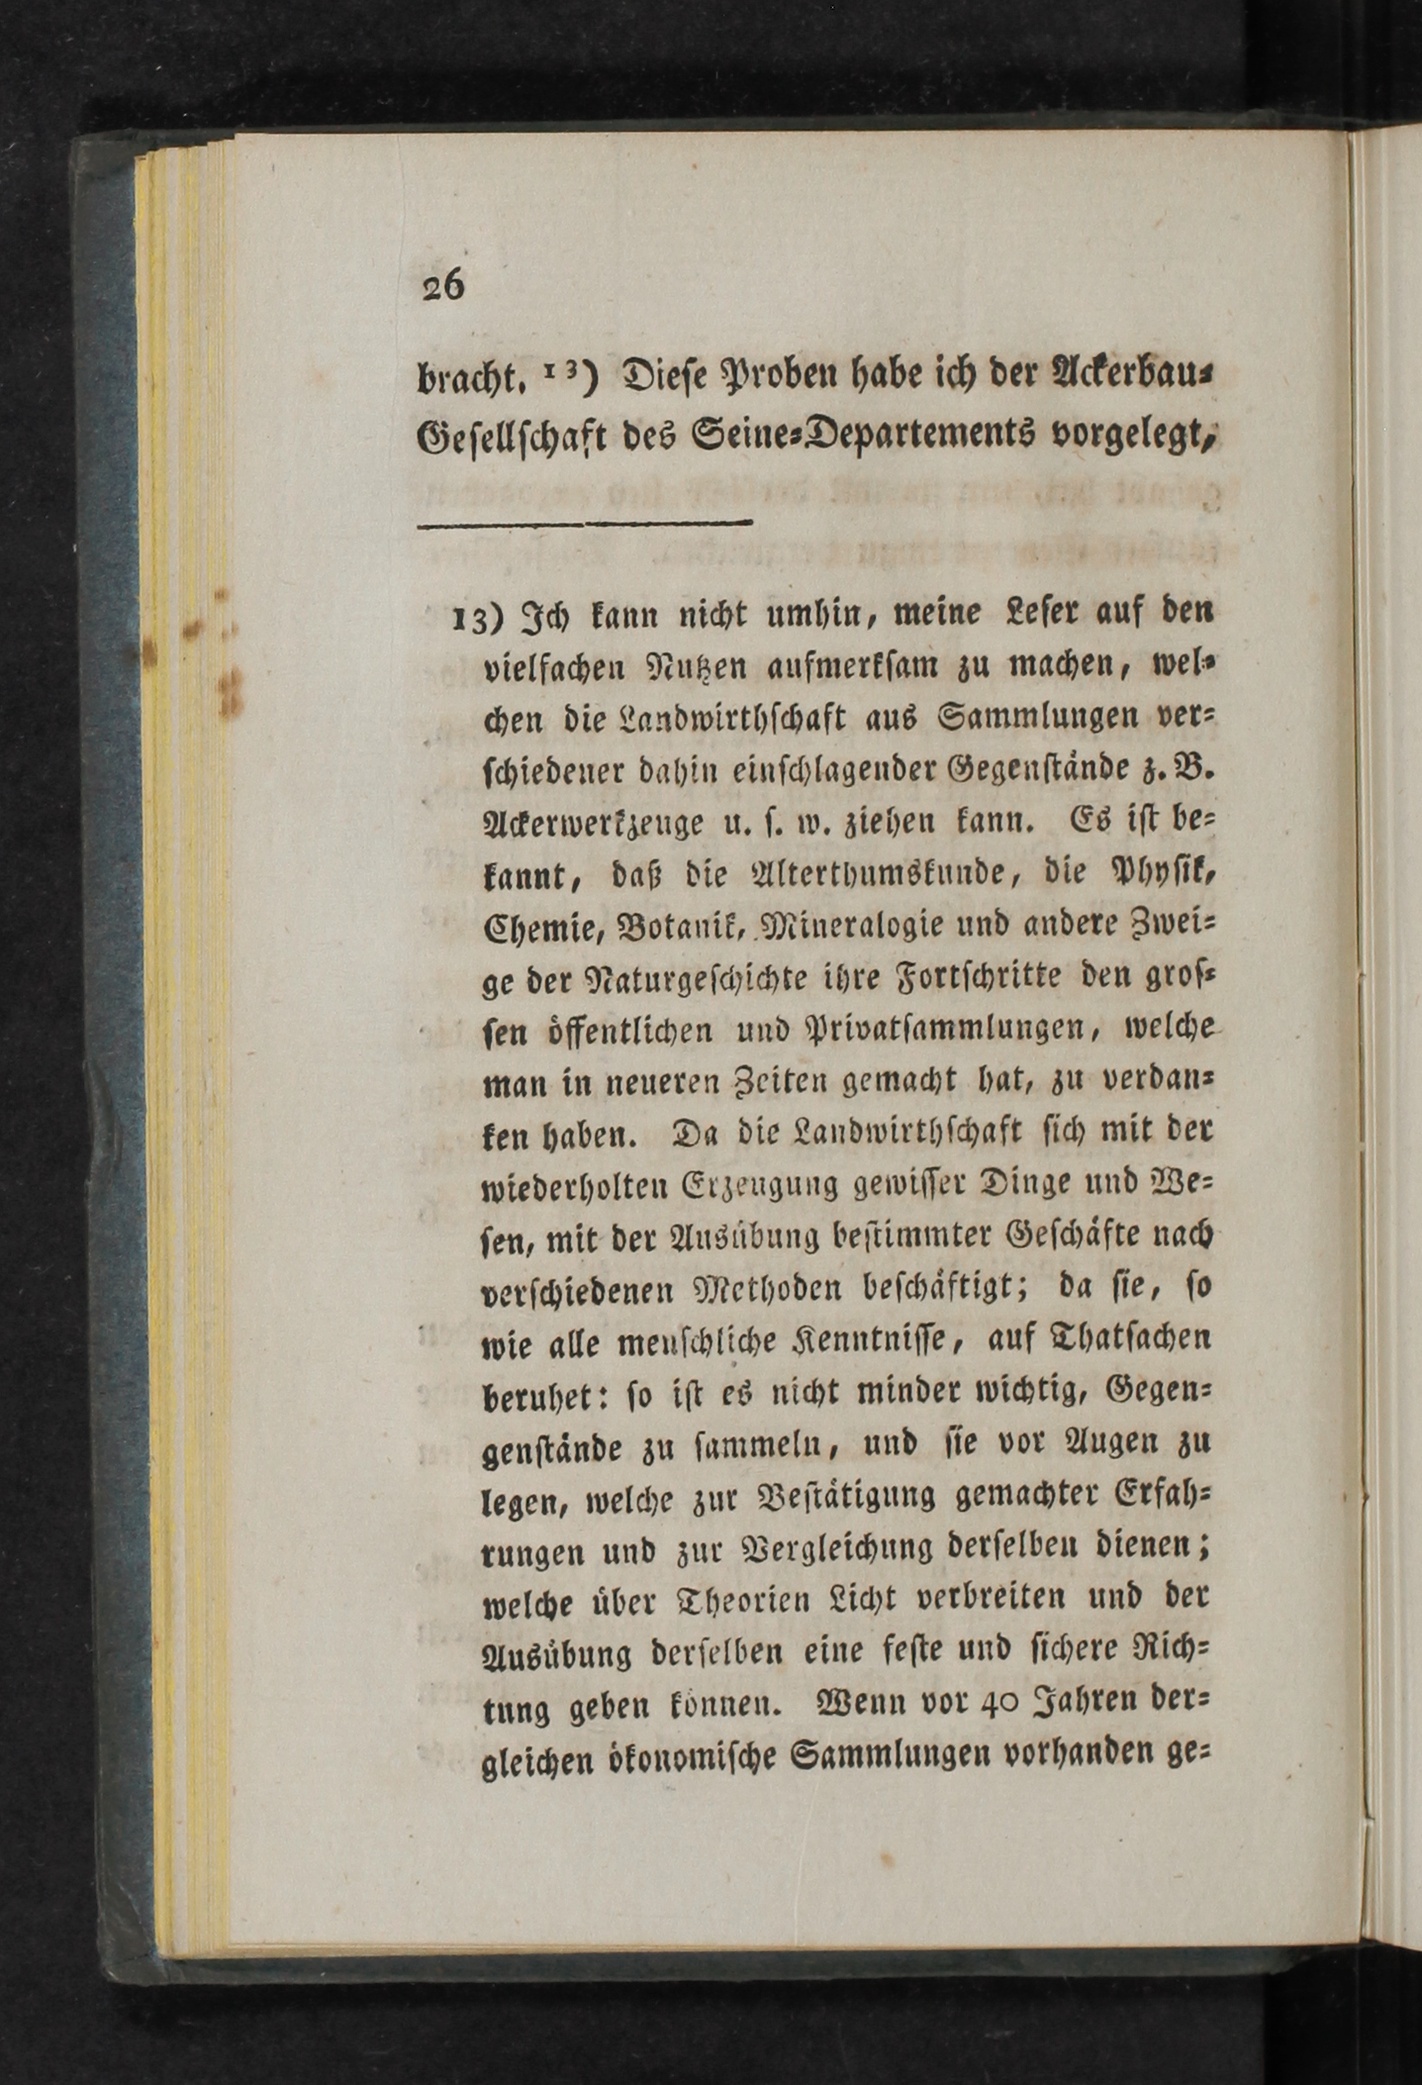 26
bracht. 13) Dieſe Proben habe ich der Ackerbau⸗
Geſellſchaft des Seine⸗Departements vorgelegt,
13) Ich kann nicht umhin, meine Leſer auf den
vielfachen Nutzen aufmerkſam zu machen, wel⸗
chen die Landwirthſchaft aus Sammlungen ver⸗
ſchiedener dahin einſchlagender Gegenſtände z. B.
Ackerwerkzeuge u. ſ. w. ziehen kann. Es iſt be⸗
kannt, daß die Alterthumskunde, die Phyſik,
Chemie, Botanik, Mineralogie und andere Zwei⸗
ge der Naturgeſchichte ihre Fortſchritte den groſ⸗
ſen öffentlichen und Privatſammlungen, welche
man in neueren Zeiten gemacht hat, zu verdan⸗
ken haben. Da die Landwirthſchaft ſich mit der
wiederholten Erzeugung gewiſſer Dinge und We⸗
ſen, mit der Ausübung beſtimmter Geſchäfte nach
verſchiedenen Methoden beſchäftigt; da ſie, ſo
wie alle menſchliche Kenntniſſe, auf Thatſachen
beruhet: ſo iſt es nicht minder wichtig, Gegen⸗
genſtände zu ſammeln, und ſie vor Augen zu
legen, welche zur Beſtätigung gemachter Erfah⸗
rungen und zur Vergleichung derſelben dienen;
welche über Theorien Licht verbreiten und der
Ausübung derſelben eine feſte und ſichere Rich⸗
tung geben können. Wenn vor 40 Jahren der⸗
gleichen ökonomiſche Sammlungen vorhanden ge⸗